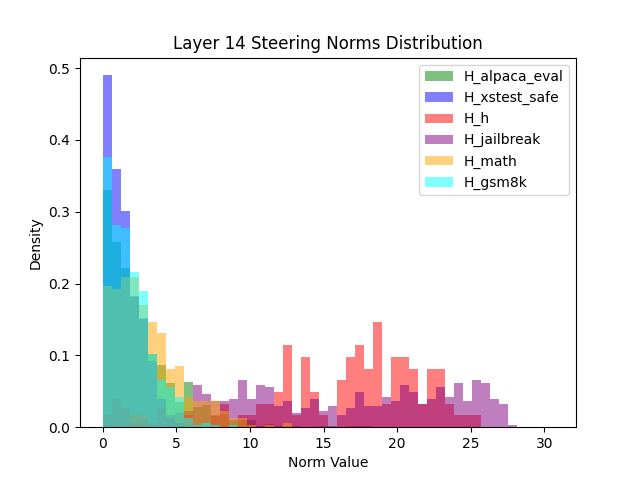 Layer 14 Steering Norms Distribution
0.5
0.4
0.3
0.2
0.1
0.0
Density
H_alpaca_eval
H_xstest_safe
H_h
H_jailbreak
H_math
H_gsm8k
0 5 10 15 20 25 30
Norm Value